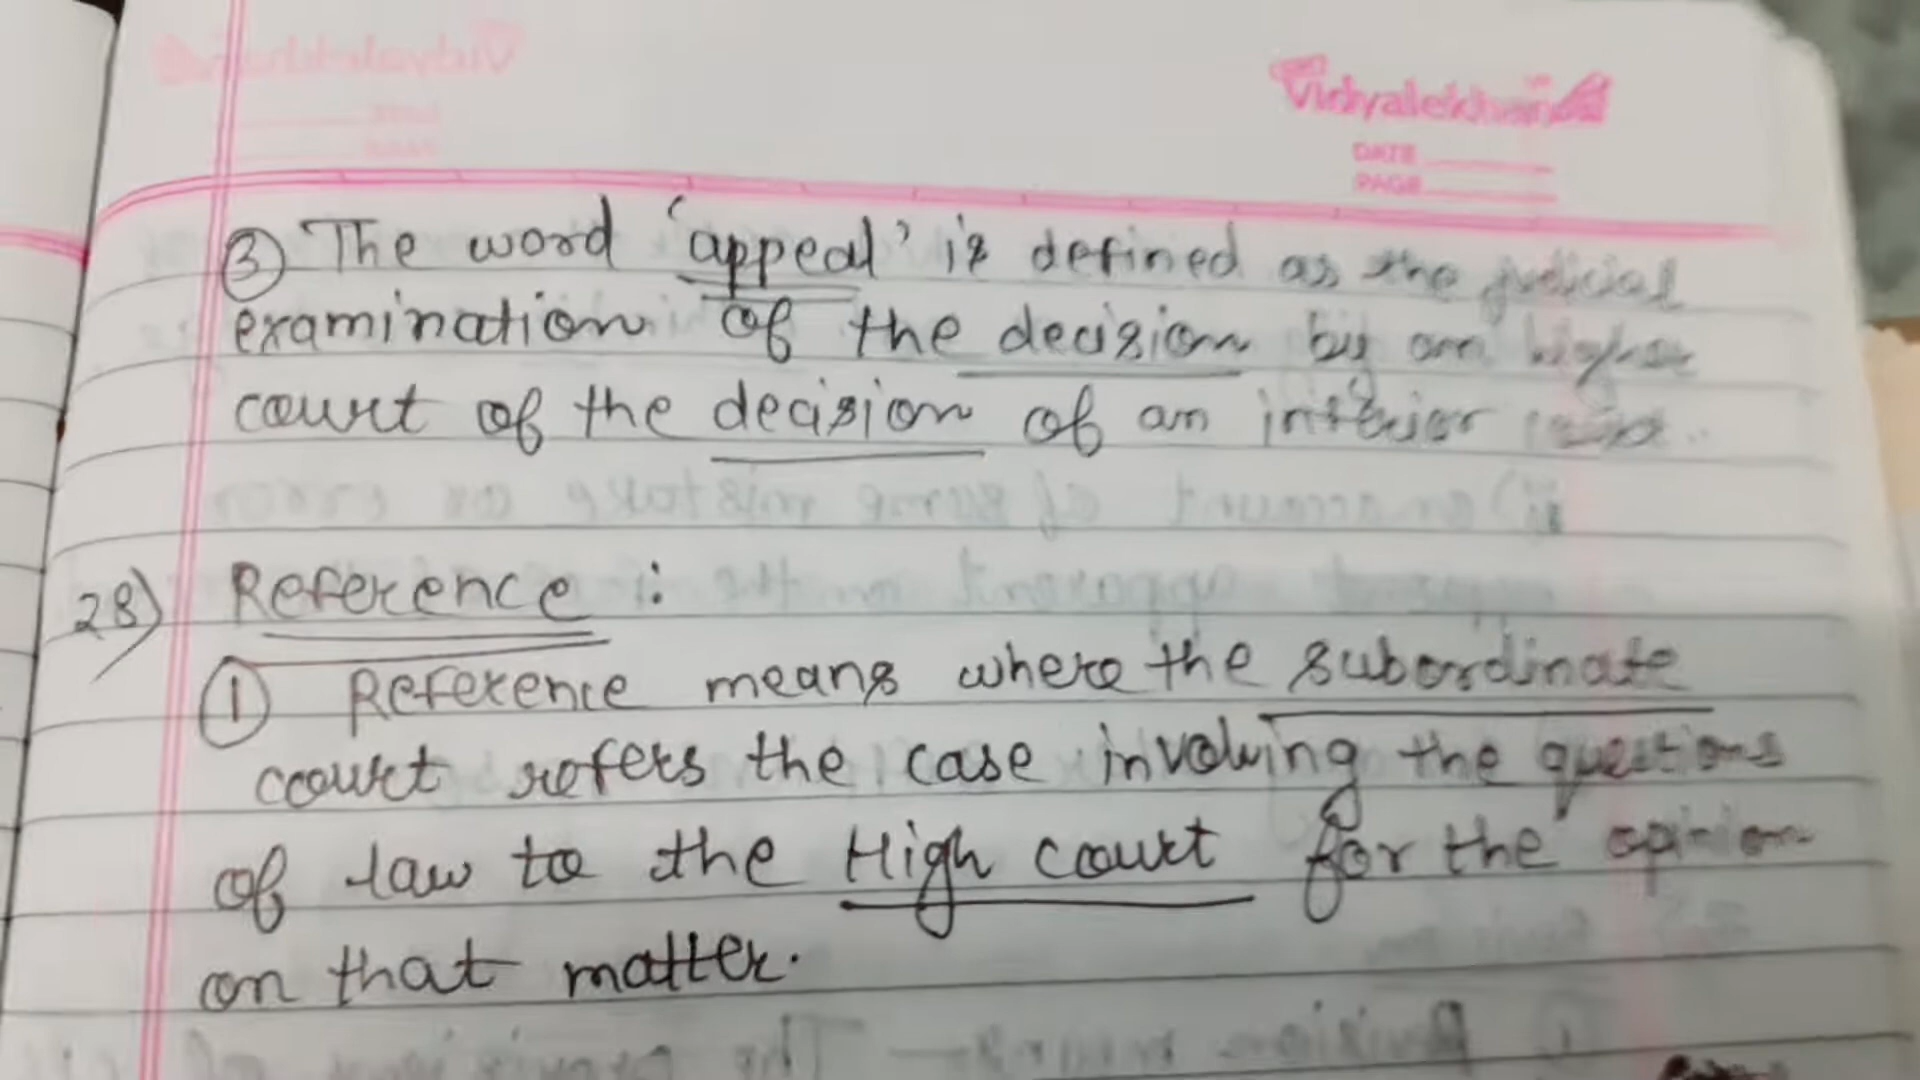 Vidyalekhan
DATE
PAGE
③ The word 'appeal' is defined as the judicial
examination of the decision by an higher
court of the decision of an inferior
28) Reference :
① Reference means where the subordinate
court refers the case involving the questions
of law to the High court for the opinion
on that matter.